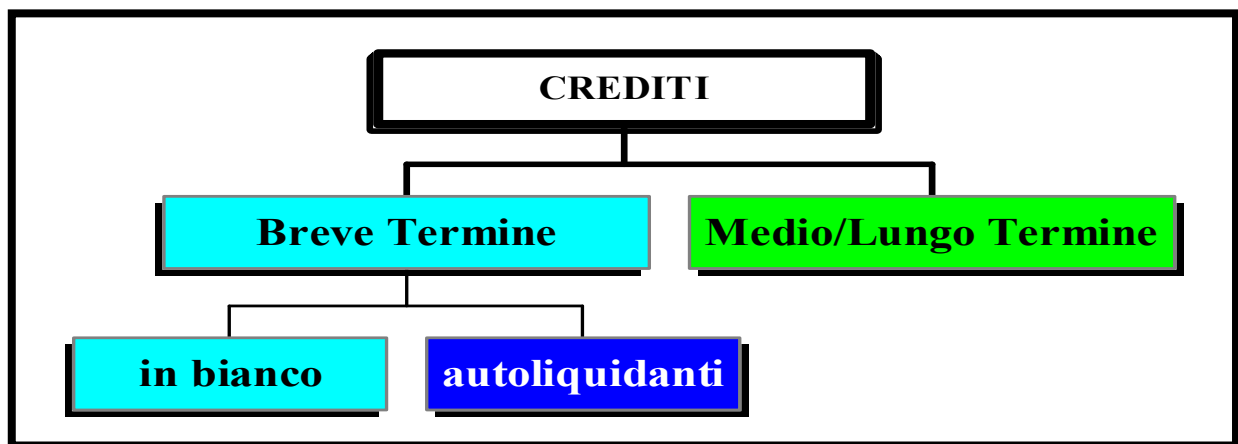 CREDITI
Breve Termine
Medio/Lungo Termine
in bianco
autoliquidanti